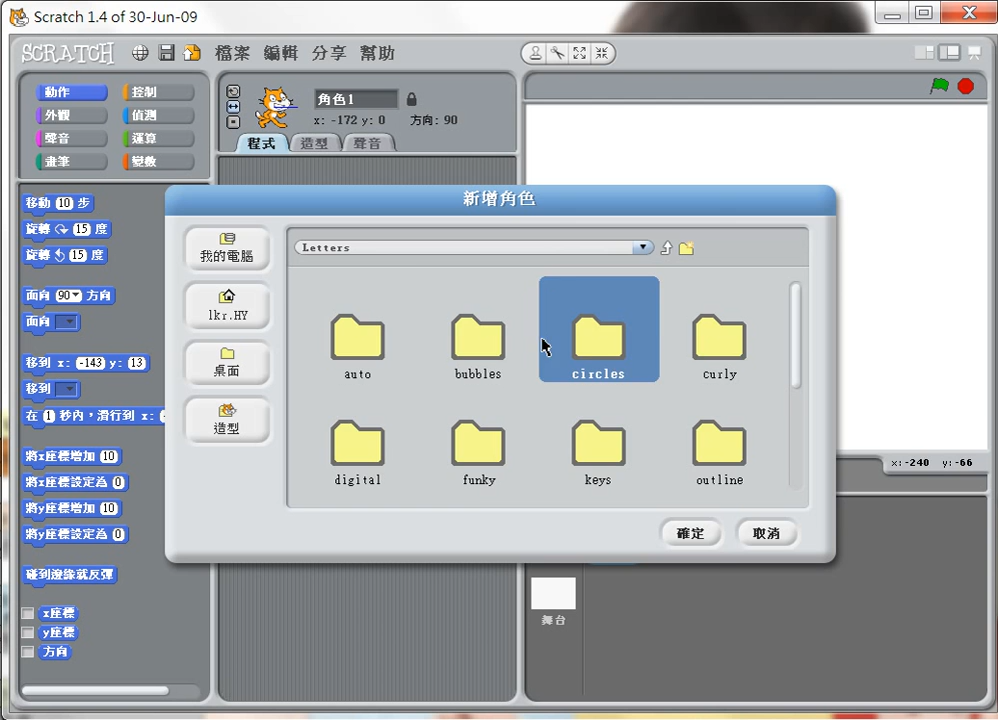 Scratch 1.4 of 30-Jun-09
SCRATCH
檔案 編輯 分享 幫助
動作 控制
外觀 偵測
聲音 運算
畫筆 變數
角色1
x: -172 y: 0 方向: 90
程式 造型 聲音
移動 10 步
旋轉 15 度
旋轉 15 度
面向 90 方向
面向
移到 x: -143 y: 13
移到
在 1 秒內，滑行到 x:
將x座標增加 10
將x座標設定為 0
將y座標增加 10
將y座標設定為 0
碰到邊緣就反彈
x座標
y座標
方向
新增角色
我的電腦
lkr.HY
桌面
造型
Letters
auto bubbles circles curly
digital funky keys outline
確定 取消
x: -240 y: -66
舞台